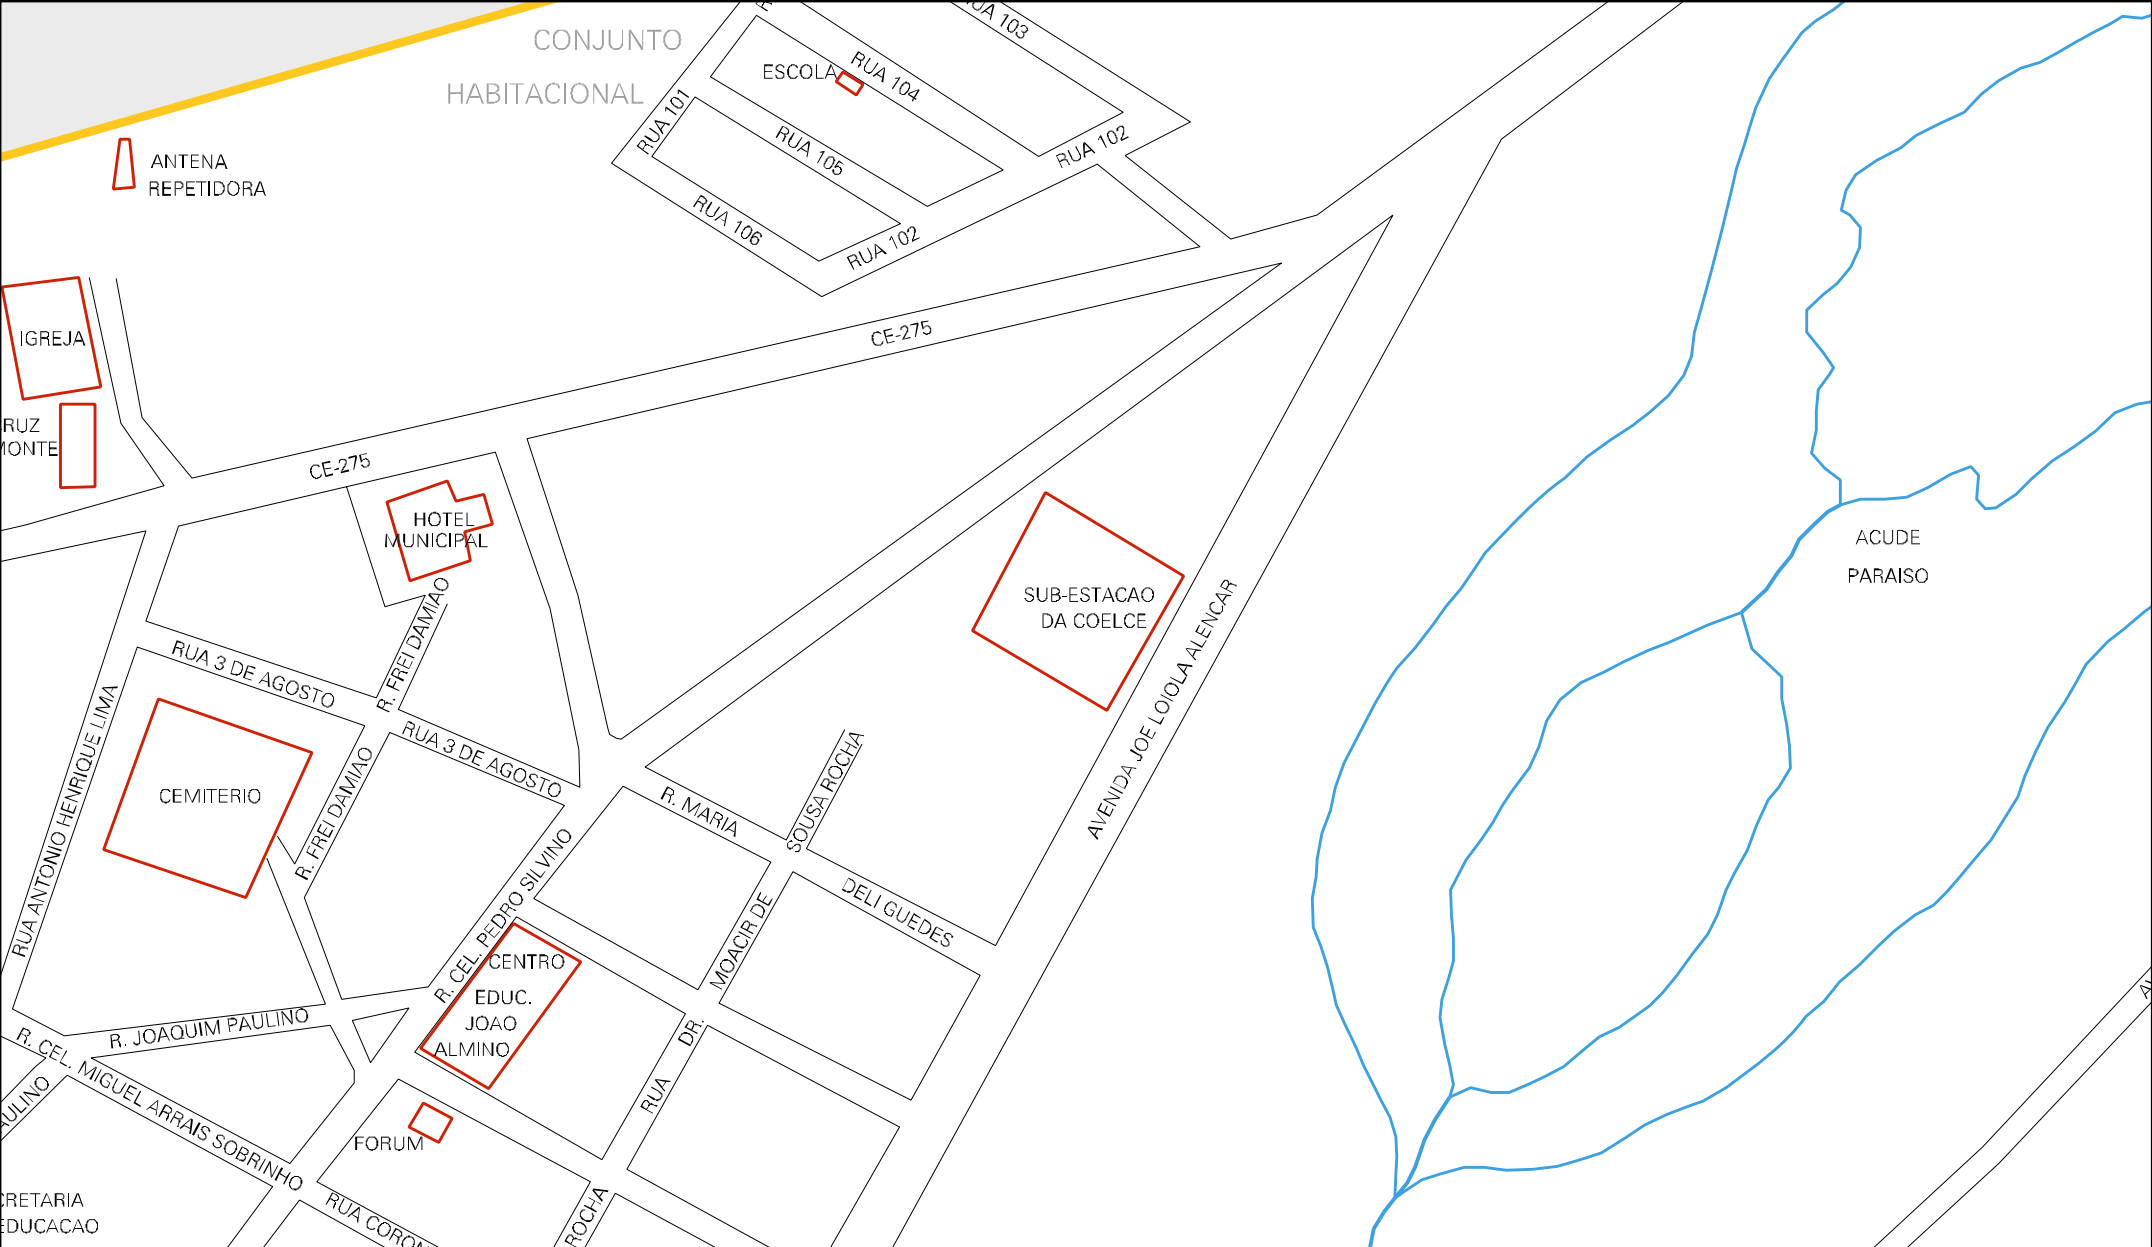 RUA 103
CONJUNTO
HABITACIONAL
ESCOLA
RUA 104
RUA 101
RUA 105
RUA 102
RUA 106
RUA 102
ANTENA
REPETIDORA
IGREJA
CE-275
RUZ
MONTE
CE-275
HOTEL
MUNICIPAL
ACUDE
PARAISO
SUB-ESTACAO
DA COELCE
R. FREI DAMIAO
RUA 3 DE AGOSTO
AVENIDA JOE LOIOLA ALENCAR
RUA ANTONIO HENRIQUE LIMA
RUA 3 DE AGOSTO
CEMITERIO
R. FREI DAMIAO
R. MARIA
DELI GUEDES
SOUSA ROCHA
MOACIR DE
DR.
RUA
R. CEL. PEDRO SILVINO
CENTRO
EDUC.
JOAO
ALMINO
R. JOAQUIM PAULINO
R. CEL. MIGUEL ARRAIS SOBRINHO
AULINO
FORUM
CRETARIA
EDUCACAO
RUA CORON
ROCHA